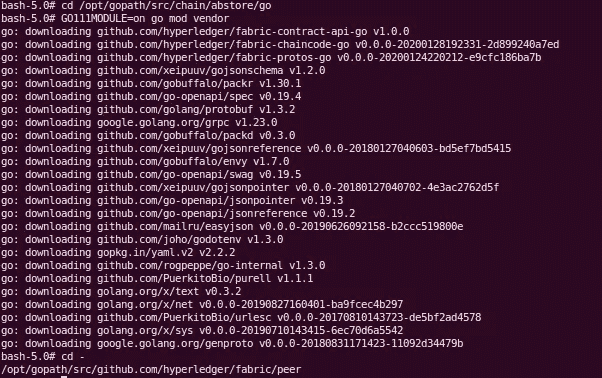 bash-5.0# cd /opt/gopath/src/chain/abstore/go
bash-5.0# GO111MODULE=on go mod vendor
go: downloading github.com/hyperledger/fabric-contract-api-go v1.0.0
go: downloading github.com/hyperledger/fabric-chaincode-go v0.0.0-20200128192331-2d899240a7ed
go: downloading github.com/hyperledger/fabric-protos-go v0.0.0-20200124220212-e9cfc186ba7b
go: downloading github.com/xeipuuv/gojsonschema v1.2.0
go: downloading github.com/gobuffalo/packr v1.30.1
go: downloading github.com/go-openapi/spec v0.19.4
go: downloading github.com/golang/protobuf v1.3.2
go: downloading google.golang.org/grpc v1.23.0
go: downloading github.com/gobuffalo/packd v0.3.0
go: downloading github.com/xeipuuv/gojsonreference v0.0.0-20180127040603-bd5ef7bd5415
go: downloading github.com/gobuffalo/envy v1.7.0
go: downloading github.com/go-openapi/swag v0.19.5
go: downloading github.com/xeipuuv/gojsonpointer v0.0.0-20180127040702-4e3ac2762d5f
go: downloading github.com/go-openapi/jsonpointer v0.19.3
go: downloading github.com/go-openapi/jsonreference v0.19.2
go: downloading github.com/mailru/easyjson v0.0.0-20190626092158-b2ccc519800e
go: downloading github.com/joho/godotenv v1.3.0
go: downloading gopkg.in/yaml.v2 v2.2.2
go: downloading github.com/rogpeppe/go-internal v1.3.0
go: downloading github.com/PuerkitoBio/purell v1.1.1
go: downloading golang.org/x/text v0.3.2
go: downloading golang.org/x/net v0.0.0-20190827160401-ba9fcec4b297
go: downloading github.com/PuerkitoBio/urlesc v0.0.0-20170810143723-de5bf2ad4578
go: downloading golang.org/x/sys v0.0.0-20190710143415-6ec70d6a5542
go: downloading google.golang.org/genproto v0.0.0-20180831171423-11092d34479b
bash-5.0# cd -
/opt/gopath/src/github.com/hyperledger/fabric/peer